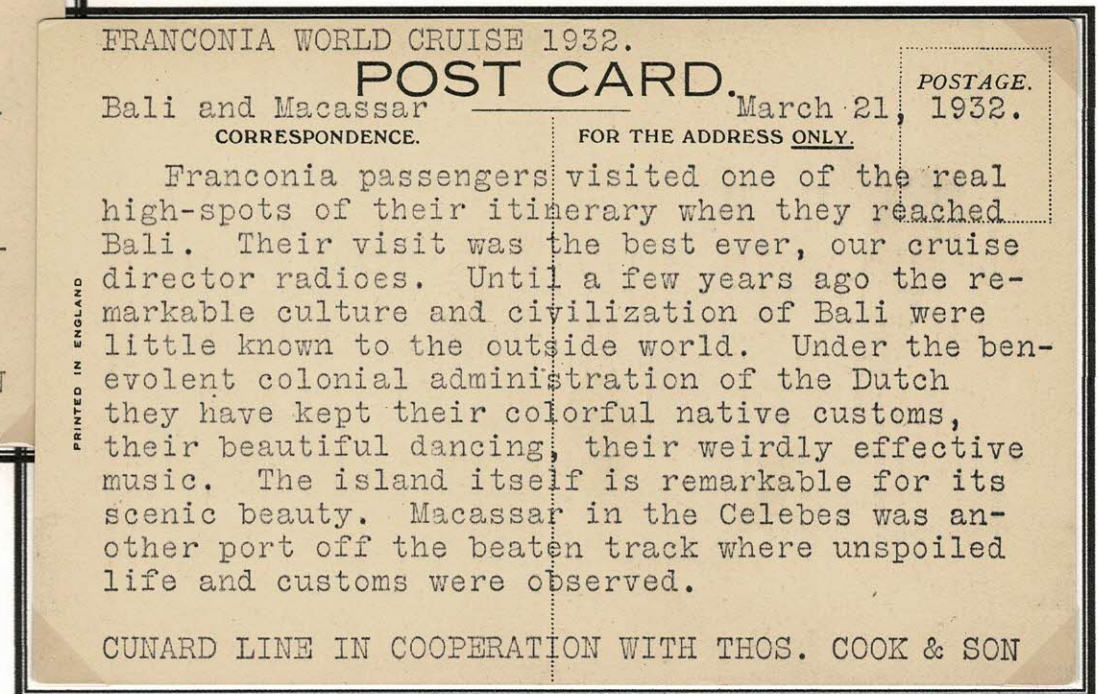 FRANCONIA WORLD CRUISE 1932.
POST CARD.
POSTAGE.
Bali and Macassar March 21, 1932.
CORRESPONDENCE. FOR THE ADDRESS ONLY.
Franconia passengers visited one of the real
high-spots of their itinerary when they reached
Bali. Their visit was the best ever, our cruise
director radioes. Until a few years ago the re-
markable culture and civilization of Bali were
little known to the outside world. Under the ben-
evolent colonial administration of the Dutch
they have kept their colorful native customs,
their beautiful dancing, their weirdly effective
music. The island itself is remarkable for its
scenic beauty. Macassar in the Celebes was an-
other port off the beaten track where unspoiled
life and customs were observed.
CUNARD LINE IN COOPERATION WITH THOS. COOK & SON
PRINTED IN ENGLAND